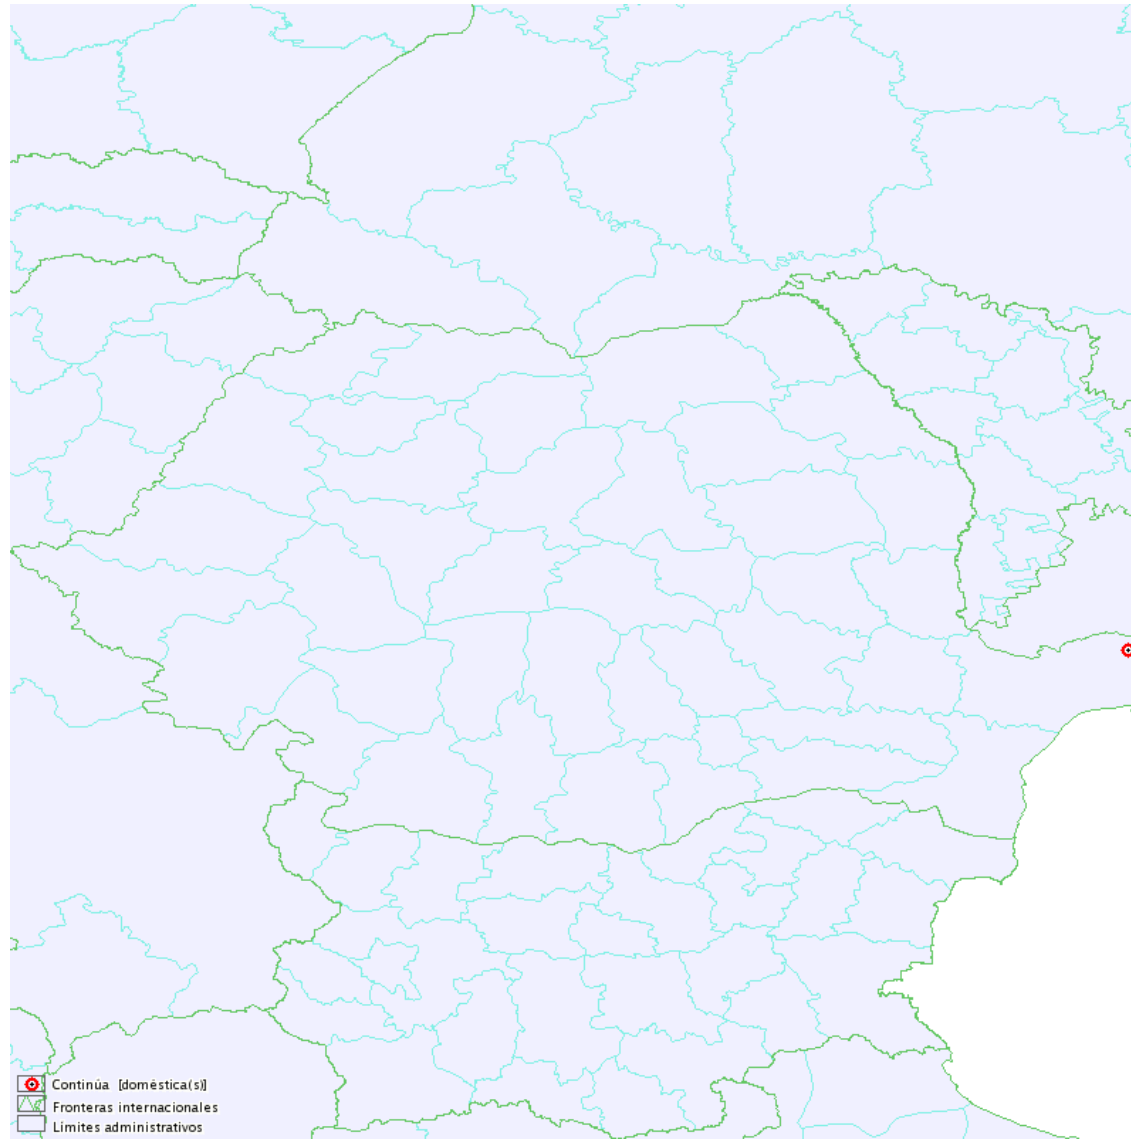 Continúa [doméstica(s)]
Fronteras internacionales
Límites administrativos